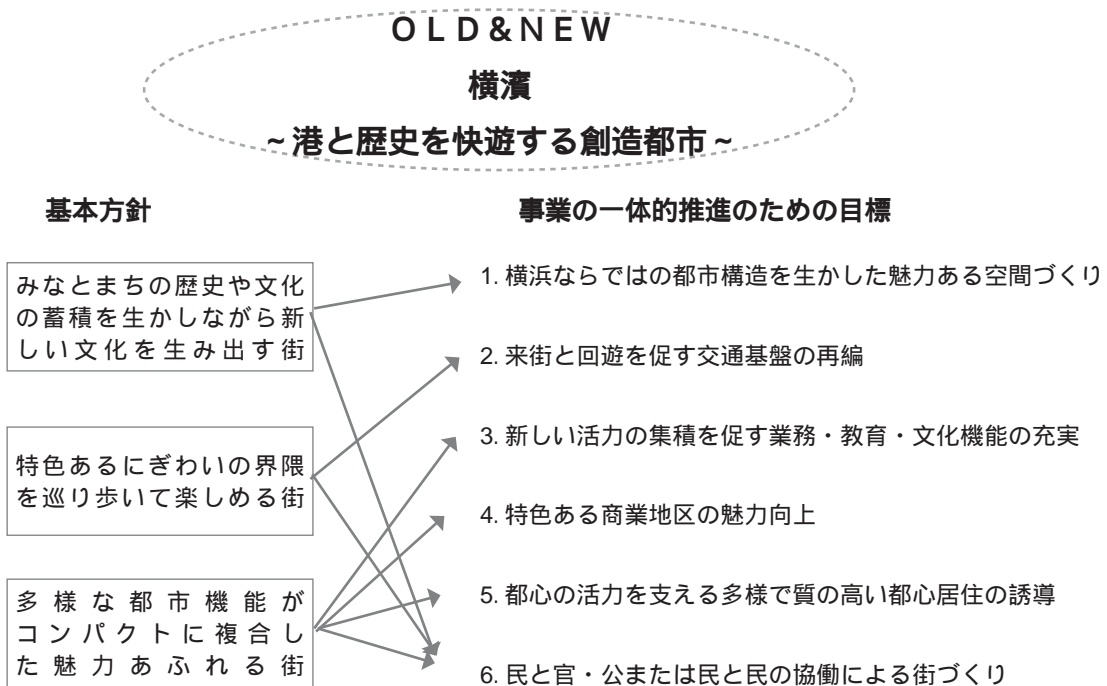 ＯＬＤ＆ＮＥＷ
横濱
~港と歴史を快遊する創造都市~
基本方針
事業の一体的推進のための目標
みなとまちの歴史や文化
の蓄積を生かしながら新
しい文化を生み出す街
特色あるにぎわいの界隈
を巡り歩いて楽しめる街
多様な都市機能が
コンパクトに複合し
た魅力あふれる街
1. 横浜ならではの都市構造を生かした魅力ある空間づくり
2. 来街と回遊を促す交通基盤の再編
3. 新しい活力の集積を促す業務・教育・文化機能の充実
4. 特色ある商業地区の魅力向上
5. 都心の活力を支える多様で質の高い都心居住の誘導
6. 民と官・公または民と民の協働による街づくり